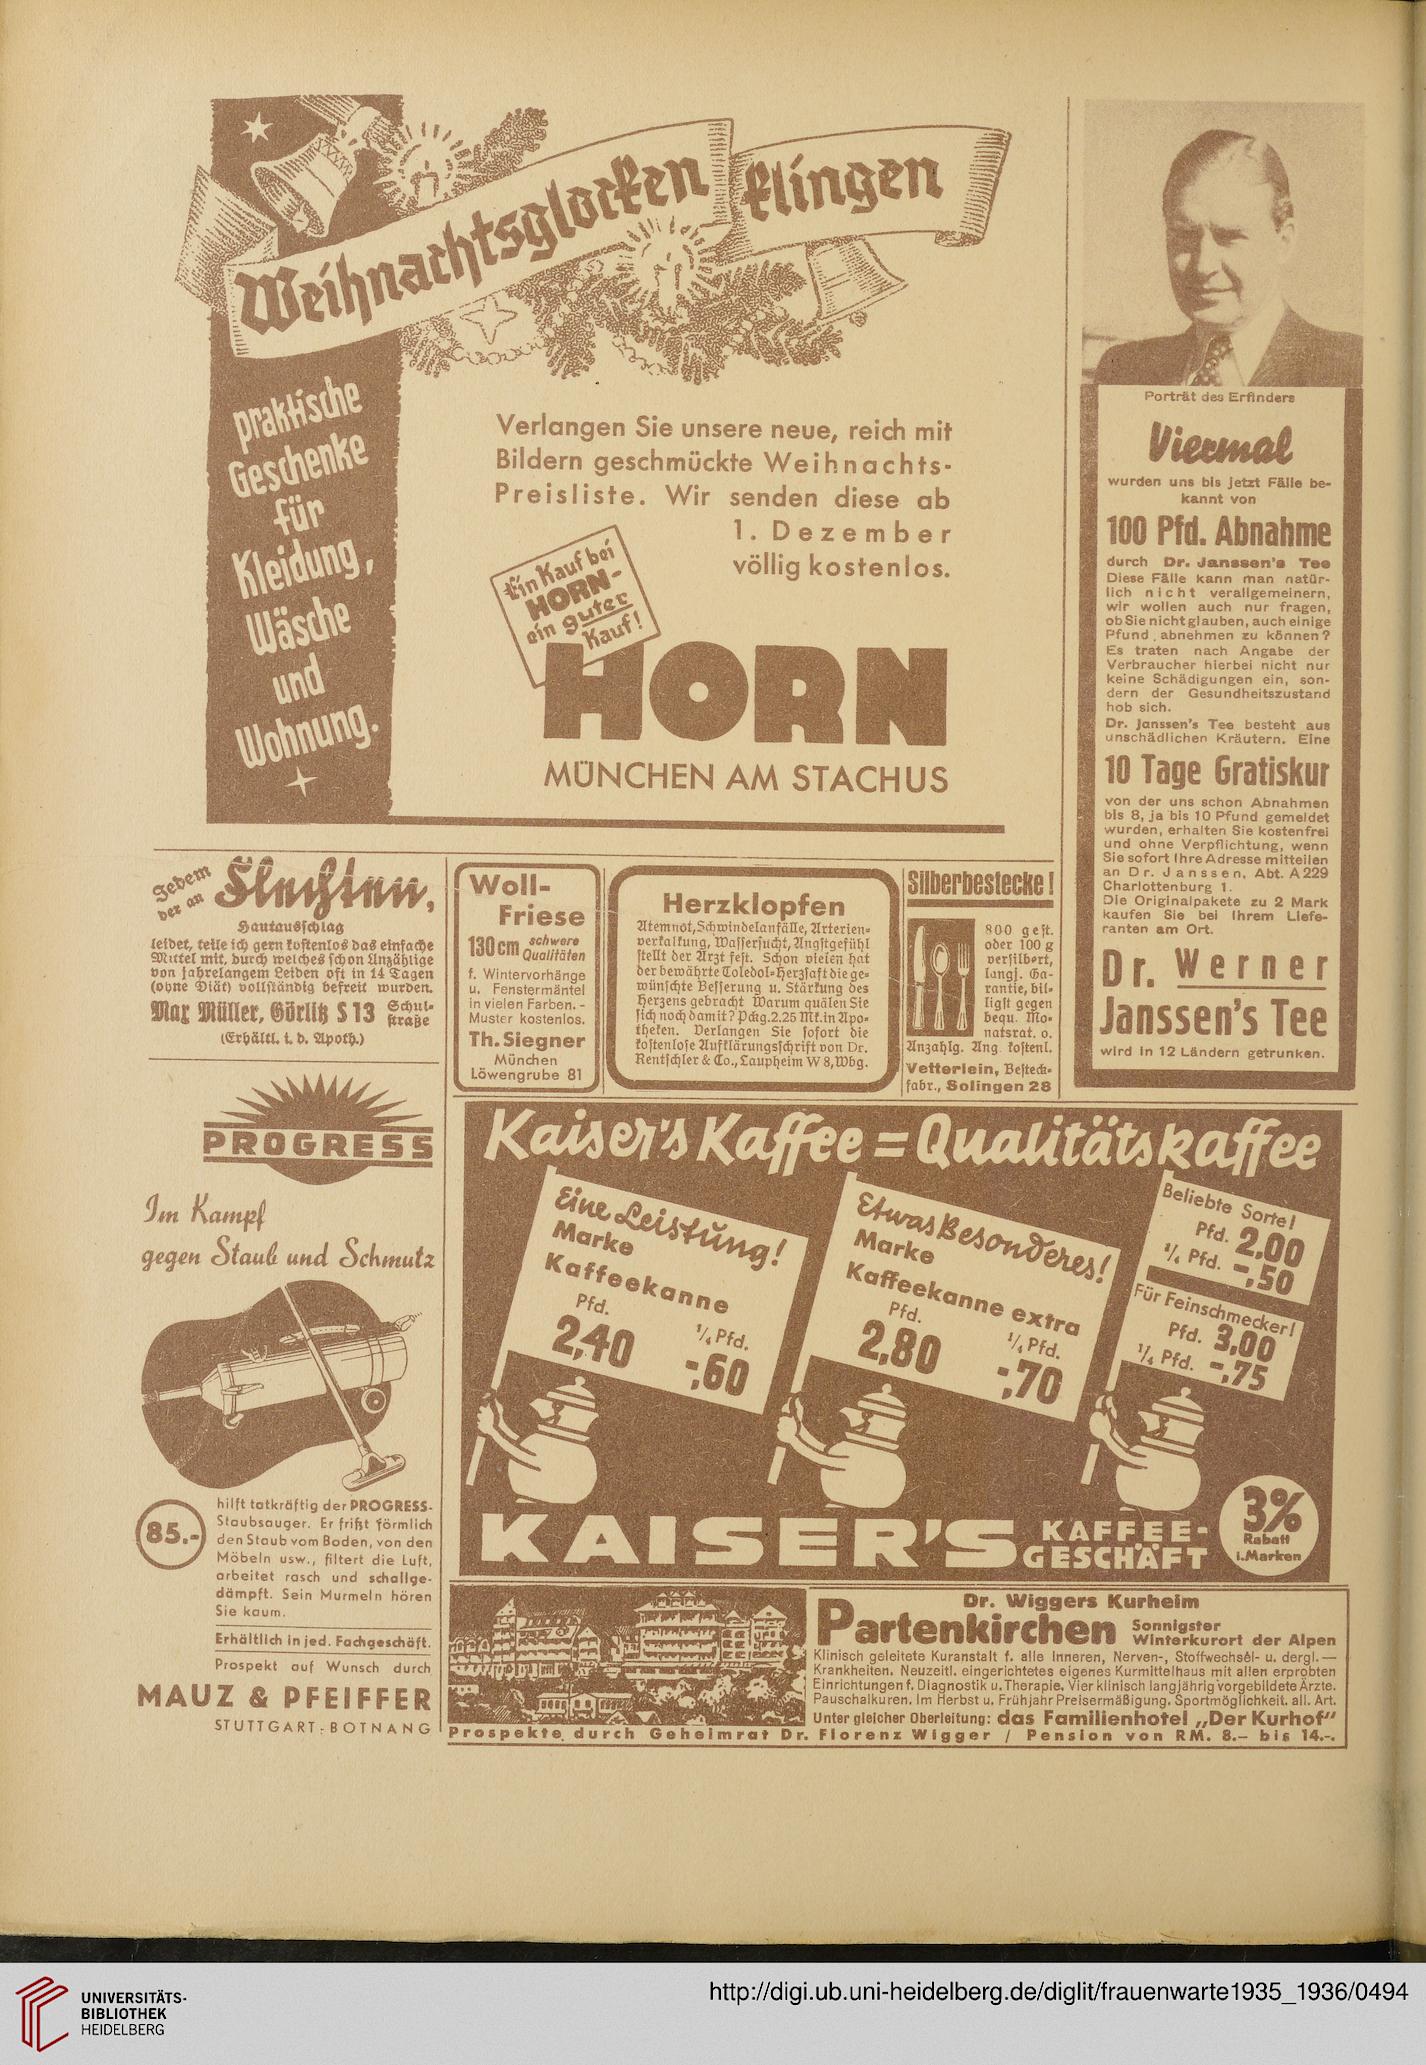 Weihnachtsglocken klingen
praktische
Geschenke
für
Kleidung,
Wäsche
und
Wohnung.
Verlangen Sie unsere neue, reich mit
Bildern geschmückte Weihnachts-
Preisliste. Wir senden diese ab
1. Dezember
völlig kostenlos.
Ein Kauf bei
HORN-
ein guter
Kauf!
HORN
MÜNCHEN AM STACHUS
Porträt des Erfinders
Viermal
wurden uns bis jetzt Fälle be-
kannt von
100 Pfd. Abnahme
durch Dr. Janssen's Tee
Diese Fälle kann man natür-
lich nicht verallgemeinern,
wir wollen auch nur fragen,
ob Sie nicht glauben, auch einige
Pfund abnehmen zu können?
Es traten nach Angabe der
Verbraucher hierbei nicht nur
keine Schädigungen ein, son-
dern der Gesundheitszustand
hob sich.
Dr. Janssen's Tee besteht aus
unschädlichen Kräutern. Eine
10 Tage Gratiskur
von der uns schon Abnahmen
bis 8, ja bis 10 Pfund gemeldet
wurden, erhalten Sie kostenfrei
und ohne Verpflichtung, wenn
Sie sofort Ihre Adresse mitteilen
an Dr. Janssen, Abt. A 229
Charlottenburg 1.
Die Originalpakete zu 2 Mark
kaufen Sie bei Ihrem Liefe-
ranten am Ort.
Dr. Werner
Janssen's Tee
wird in 12 Ländern getrunken.
Jedem
der an
Flechten,
Hautausschlag
leidet, teile ich gern kostenlos das einfache
Mittel mit, durch welches schon Unzählige
von jahrelangem Leiden oft in 14 Tagen
(ohne Diät) vollständig befreit wurden.
Max Müller, Görlitz S 13 Schul-
straße
(Erhältl. i. d. Apoth.)
Woll-
Friese
130 cm schwere
Qualitäten
f. Wintervorhänge
u. Fenstermäntel
in vielen Farben. -
Muster kostenlos.
Th. Siegner
München
Löwengrube 81
Herzklopfen
Atemnot, Schwindelanfälle, Arterien-
verkalkung, Wassersucht, Angstgefühl
stellt der Arzt fest. Schon vielen hat
der bewährte Toledol-Herzsaft die ge-
wünschte Besserung u. Stärkung des
Herzens gebracht. Warum quälen Sie
sich noch damit? Pckg. 2.25 Mk. in Apo-
theken. Verlangen Sie sofort die
kostenlose Aufklärungsschrift von Dr.
Rentschler & Co., Laupheim W 8, Wbg.
Silberbestecke!
800 gest.
oder 100 g
versilbert,
langj. Ga-
rantie, bil-
ligst gegen
bequ. Mo-
natsrat. o.
Anzahlg. Ang. kostenl.
Vetterlein, Besteck-
fabr., Solingen 28
PROGRESS
Im Kampf
gegen Staub und Schmutz
85.-
hilft tatkräftig der PROGRESS-
Staubsauger. Er frißt förmlich
den Staub vom Boden, von den
Möbeln usw., filtert die Luft,
arbeitet rasch und schallge-
dämpft. Sein Murmeln hören
Sie kaum.
Erhältlich in jed. Fachgeschäft.
Prospekt auf Wunsch durch
MAUZ & PFEIFFER
STUTTGART-BOTNANG
Kaiser's Kaffee = Qualitätskaffee
Eine Leistung!
Marke
Kaffeekanne
Pfd. 1/4 Pfd.
2,40 -,60
Etwas Besonderes!
Marke
Kaffeekanne extra
Pfd. 1/4 Pfd.
2,80 -,70
Beliebte Sorte!
Pfd. 2,00
1/4 Pfd. -,50
Für Feinschmecker!
Pfd. 3,00
1/4 Pfd. -,75
KAISER'S KAFFEE-
GESCHÄFT
3%
Rabatt
i. Marken
Dr. Wiggers Kurheim
Partenkirchen Sonnigster
Winterkurort der Alpen
Klinisch geleitete Kuranstalt f. alle Inneren, Nerven-, Stoffwechsel- u. dergl. —
Krankheiten. Neuzeitl. eingerichtetes eigenes Kurmittelhaus mit allen erprobten
Einrichtungen f. Diagnostik u. Therapie. Vier klinisch langjährig vorgebildete Ärzte.
Pauschalkuren. Im Herbst u. Frühjahr Preisermäßigung. Sportmöglichkeit. all. Art.
Unter gleicher Oberleitung: das Familienhotel „Der Kurhof"
Prospekte durch Geheimrat Dr. Florenz Wigger / Pension von RM. 8.– bis 14.–.
UNIVERSITÄTS-
BIBLIOTHEK
HEIDELBERG
http://digi.ub.uni-heidelberg.de/diglit/frauenwarte1935_1936/0494